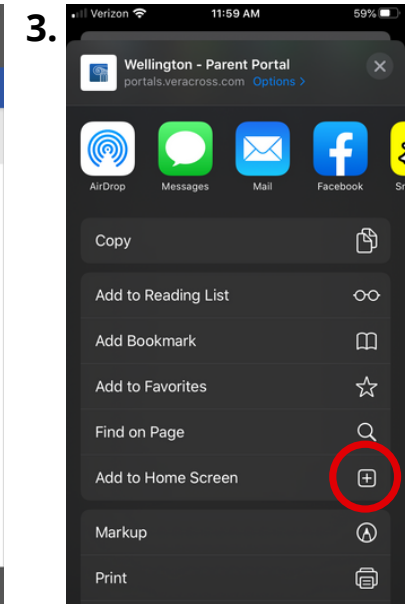 3.
Verizon 11:59 AM 59%
Wellington - Parent Portal
portals.veracross.com Options >
AirDrop Messages Mail Facebook
Copy
Add to Reading List
Add Bookmark
Add to Favorites
Find on Page
Add to Home Screen
Markup
Print